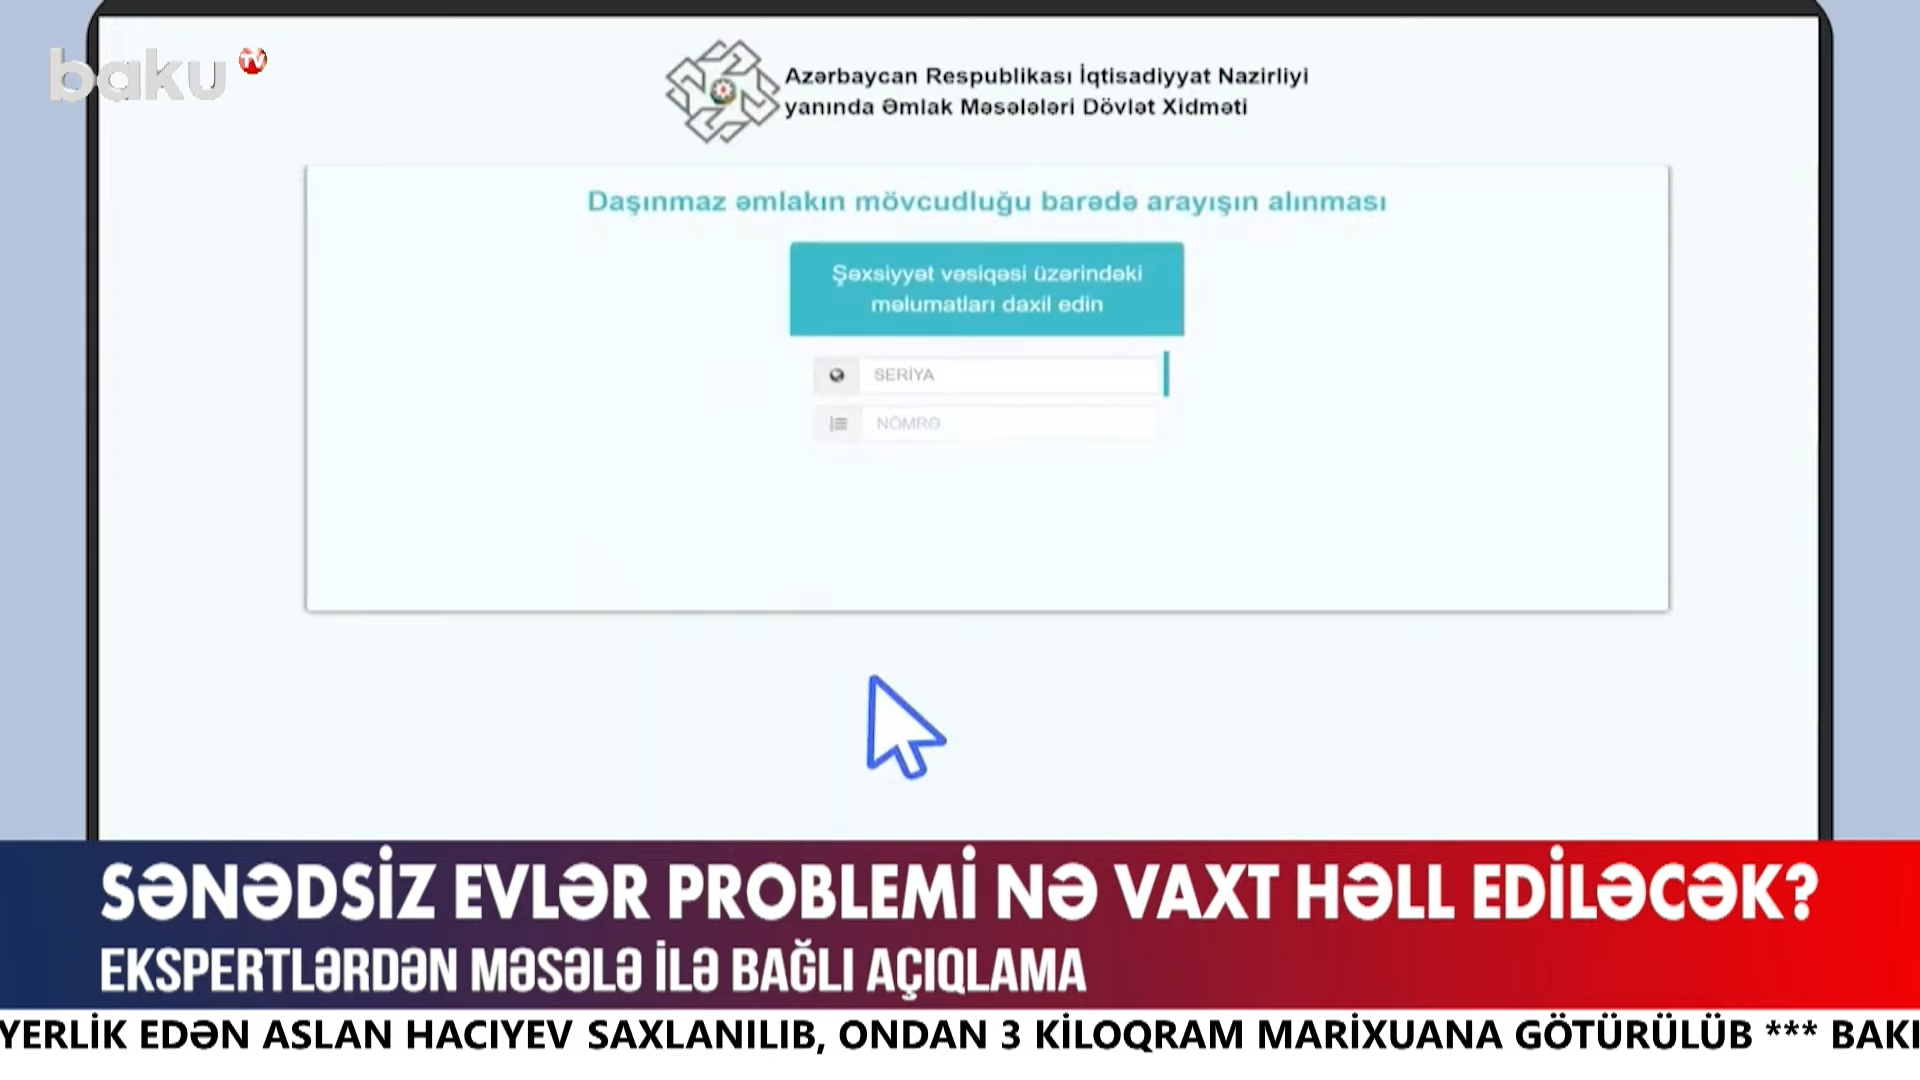 baku TV
Azərbaycan Respublikası İqtisadiyyat Nazirliyi
yanında Əmlak Məsələləri Dövlət Xidməti
Daşınmaz əmlakın mövcudluğu barədə arayışın alınması
Şəxsiyyət vəsiqəsi üzərindəki
məlumatları daxil edin
SERİYA
NÖMRƏ
SƏNƏDSİZ EVLƏR PROBLEMİ NƏ VAXT HƏLL EDİLƏCƏK?
EKSPERTLƏRDƏN MƏSƏLƏ İLƏ BAĞLI AÇIQLAMA
YERLİK EDƏN ASLAN HACIYEV SAXLANILIB, ONDAN 3 KİLOQRAM MARİXUANA GÖTÜRÜLÜB *** BAKI